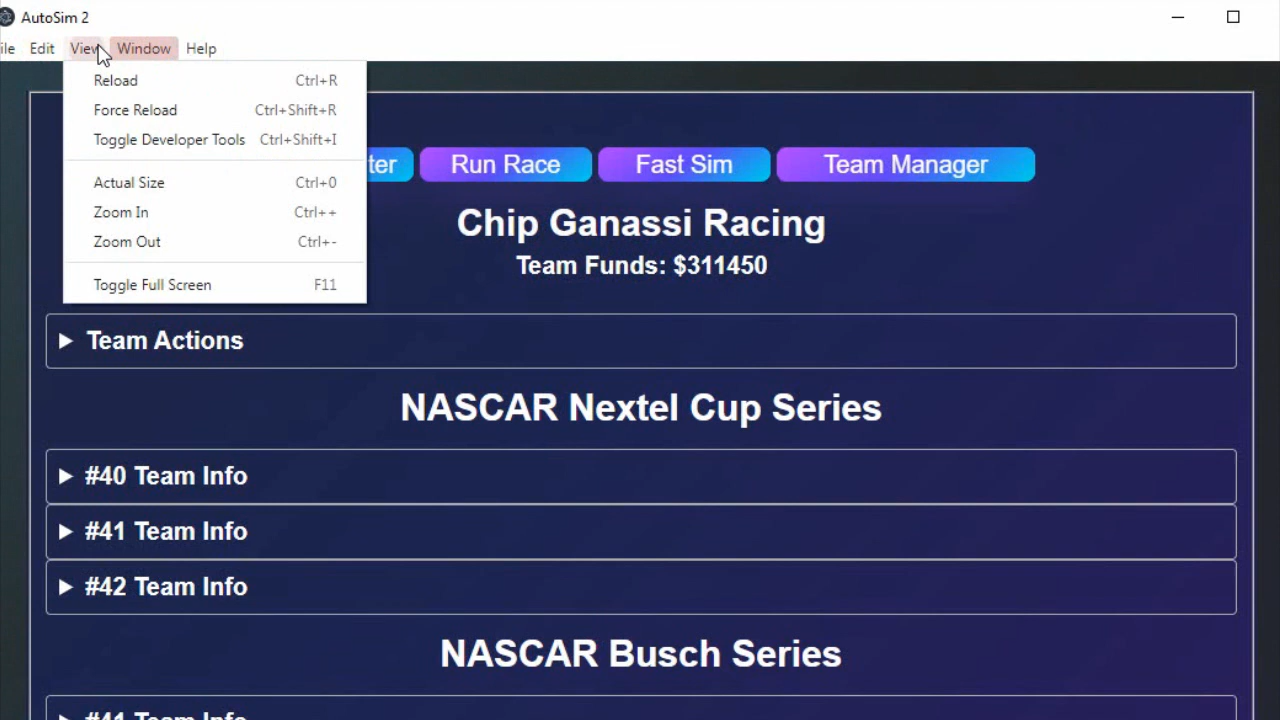 AutoSim 2
ile Edit View Window Help
Reload Ctrl+R
Force Reload Ctrl+Shift+R
Toggle Developer Tools Ctrl+Shift+I
Actual Size Ctrl+0
Zoom In Ctrl++
Zoom Out Ctrl+-
Toggle Full Screen F11
ter Run Race Fast Sim Team Manager
Chip Ganassi Racing
Team Funds: $311450
Team Actions
NASCAR Nextel Cup Series
#40 Team Info
#41 Team Info
#42 Team Info
NASCAR Busch Series
#41 Team Info